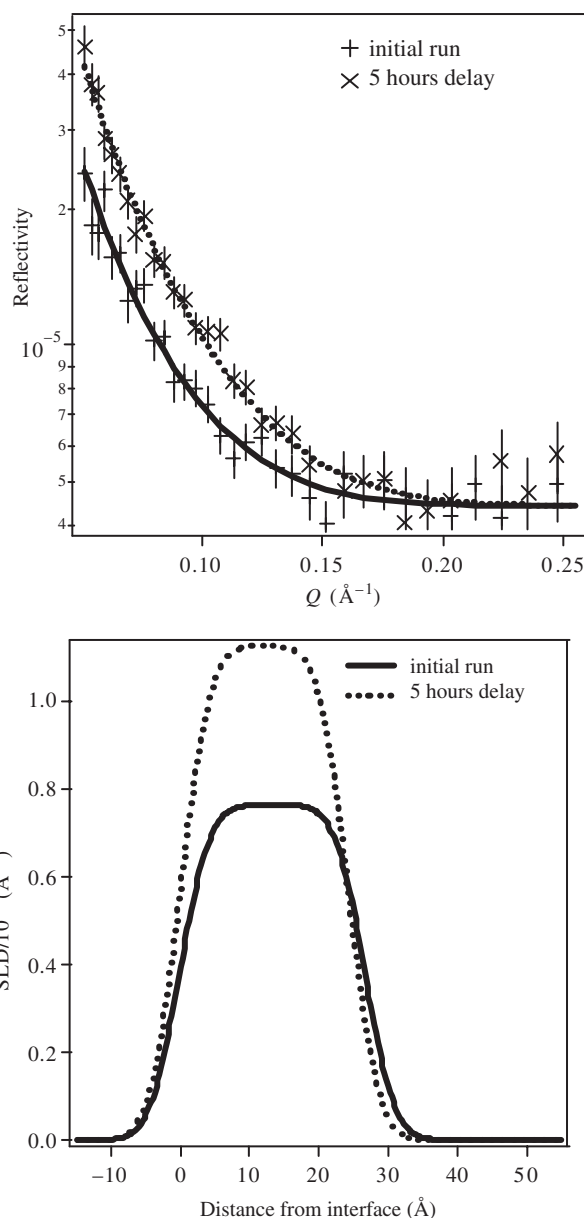 5
4
3
2
10⁻⁵
9
8
7
6
5
4
Reflectivity
initial run
5 hours delay
0.10 0.15 0.20 0.25
Q (Å⁻¹)
1.0
0.8
0.6
0.4
0.2
0.0
initial run
5 hours delay
−10 0 10 20 30 40 50
Distance from interface (Å)